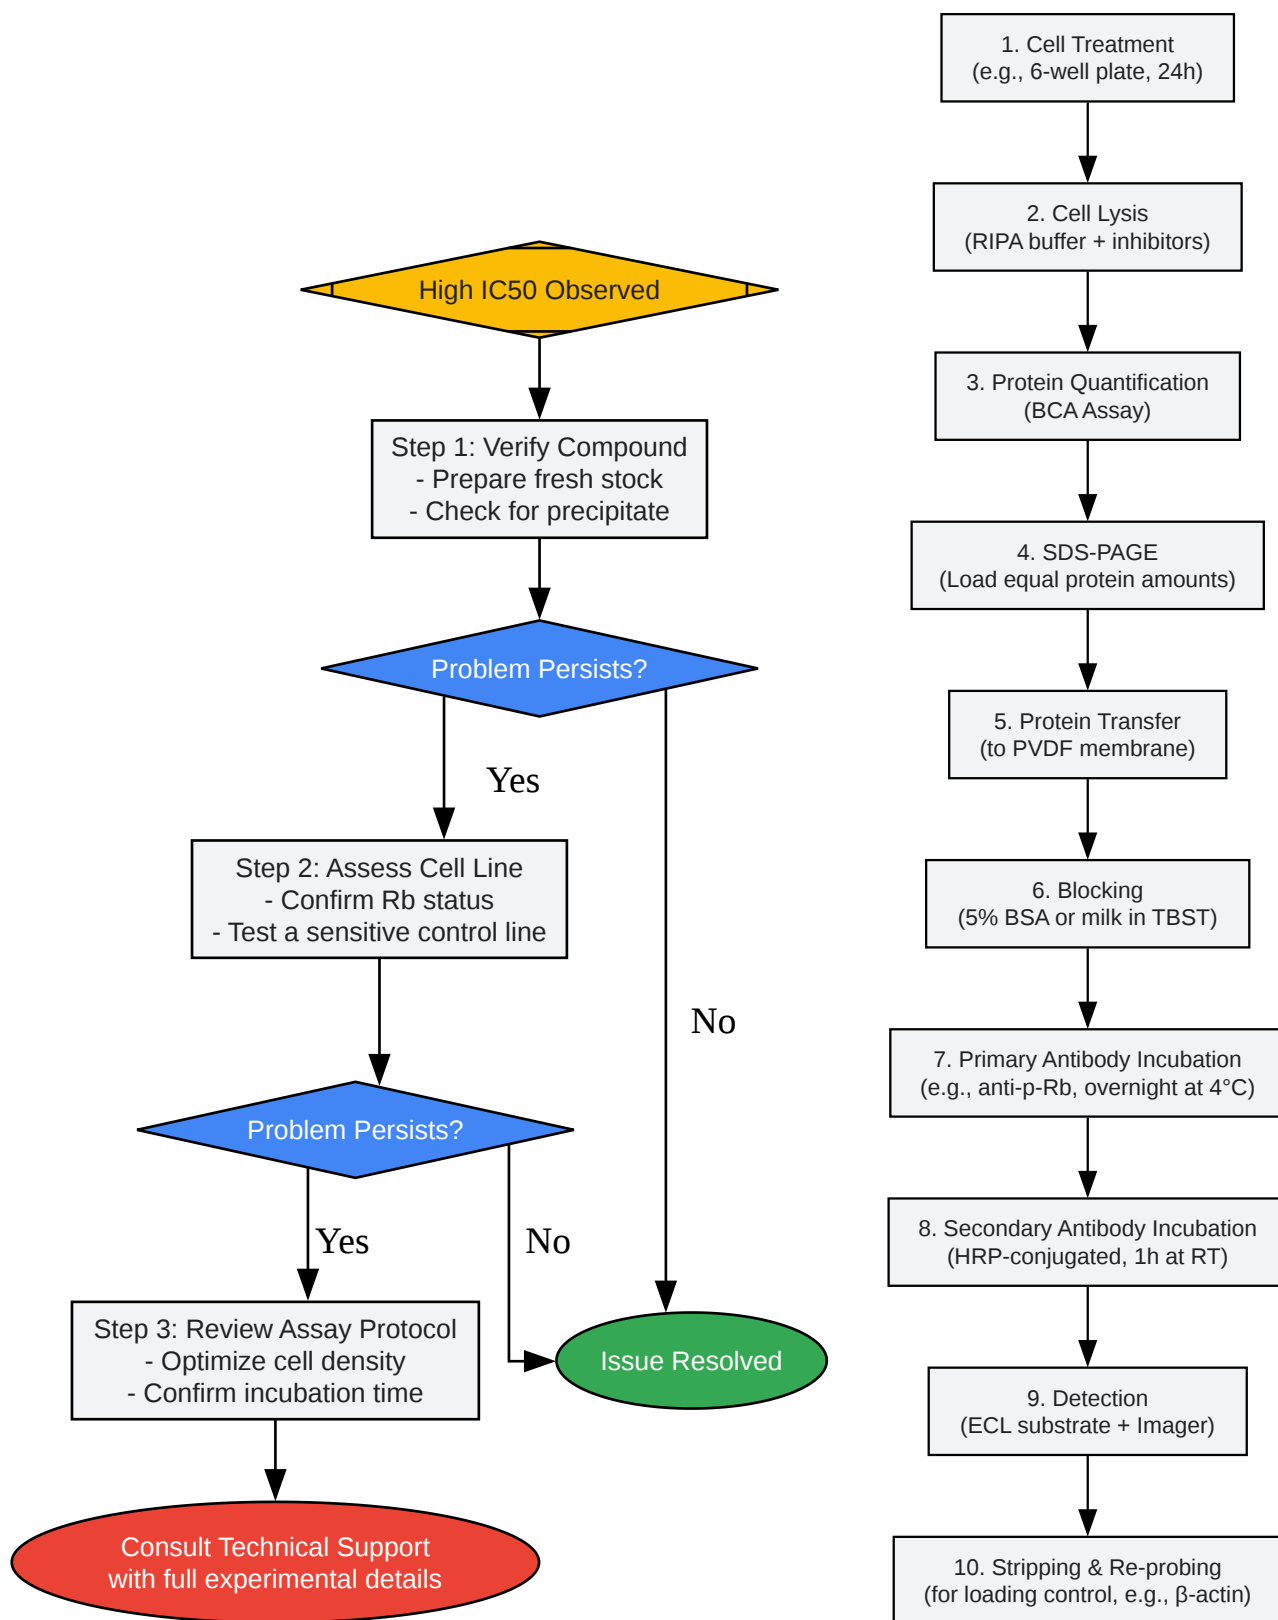 High IC50 Observed
Step 1: Verify Compound
- Prepare fresh stock
- Check for precipitate
Problem Persists?
Yes
No
Step 2: Assess Cell Line
- Confirm Rb status
- Test a sensitive control line
Problem Persists?
Yes
No
Step 3: Review Assay Protocol
- Optimize cell density
- Confirm incubation time
Issue Resolved
Consult Technical Support
with full experimental details
1. Cell Treatment
(e.g., 6-well plate, 24h)
2. Cell Lysis
(RIPA buffer + inhibitors)
3. Protein Quantification
(BCA Assay)
4. SDS-PAGE
(Load equal protein amounts)
5. Protein Transfer
(to PVDF membrane)
6. Blocking
(5% BSA or milk in TBST)
7. Primary Antibody Incubation
(e.g., anti-p-Rb, overnight at 4°C)
8. Secondary Antibody Incubation
(HRP-conjugated, 1h at RT)
9. Detection
(ECL substrate + Imager)
10. Stripping & Re-probing
(for loading control, e.g., β-actin)